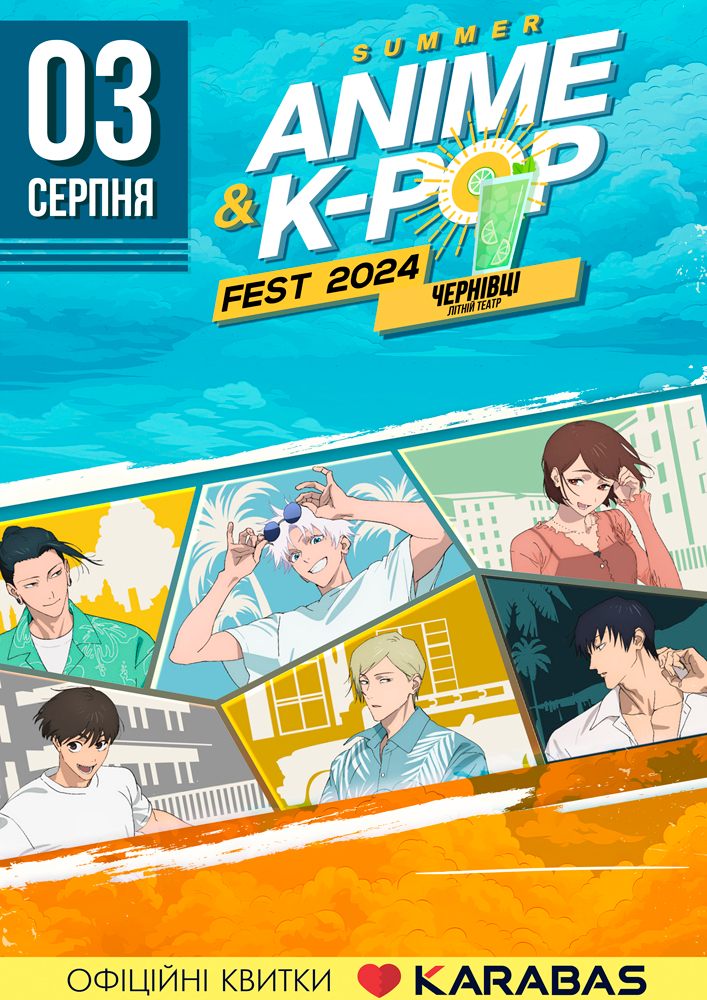 03
СЕРПНЯ
SUMMER
ANIME
& K-POP
FEST 2024
ЧЕРНІВЦІ
ЛІТНІЙ ТЕАТР
ОФІЦІЙНІ КВИТКИ KARABAS